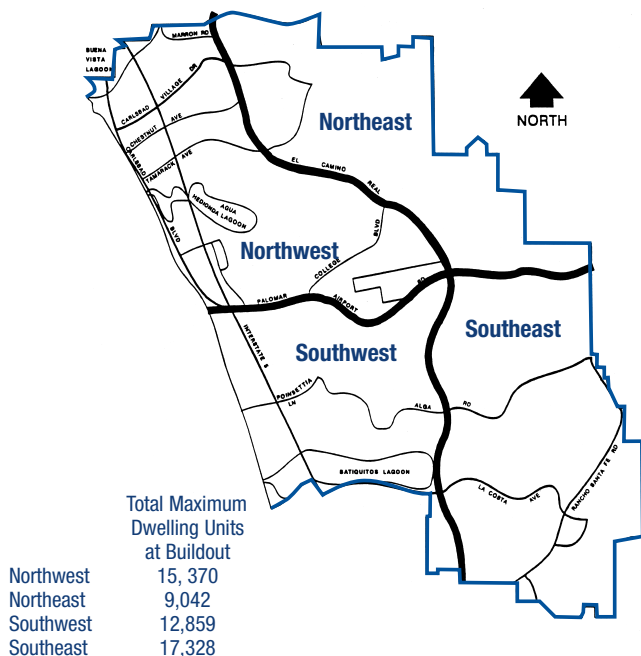 MARRON RD
BUENA
VISTA
LAGOON
CARLSBAD VILLAGE DR
CHESTNUT AVE
CARLSBAD
TAMARACK AVE
Northeast
NORTH
EL CAMINO REAL
AGUA
HEDIONDA LAGOON
BLVD
Northwest
COLLEGE BLVD
PALOMAR AIRPORT RD
INTERSTATE 5
Southeast
Southwest
POINSETTIA
LN
ALGA RD
BATIQUITOS LAGOON
LA COSTA AVE
RANCHO SANTA FE RD
Total Maximum
Dwelling Units
at Buildout
Northwest 15, 370
Northeast 9,042
Southwest 12,859
Southeast 17,328